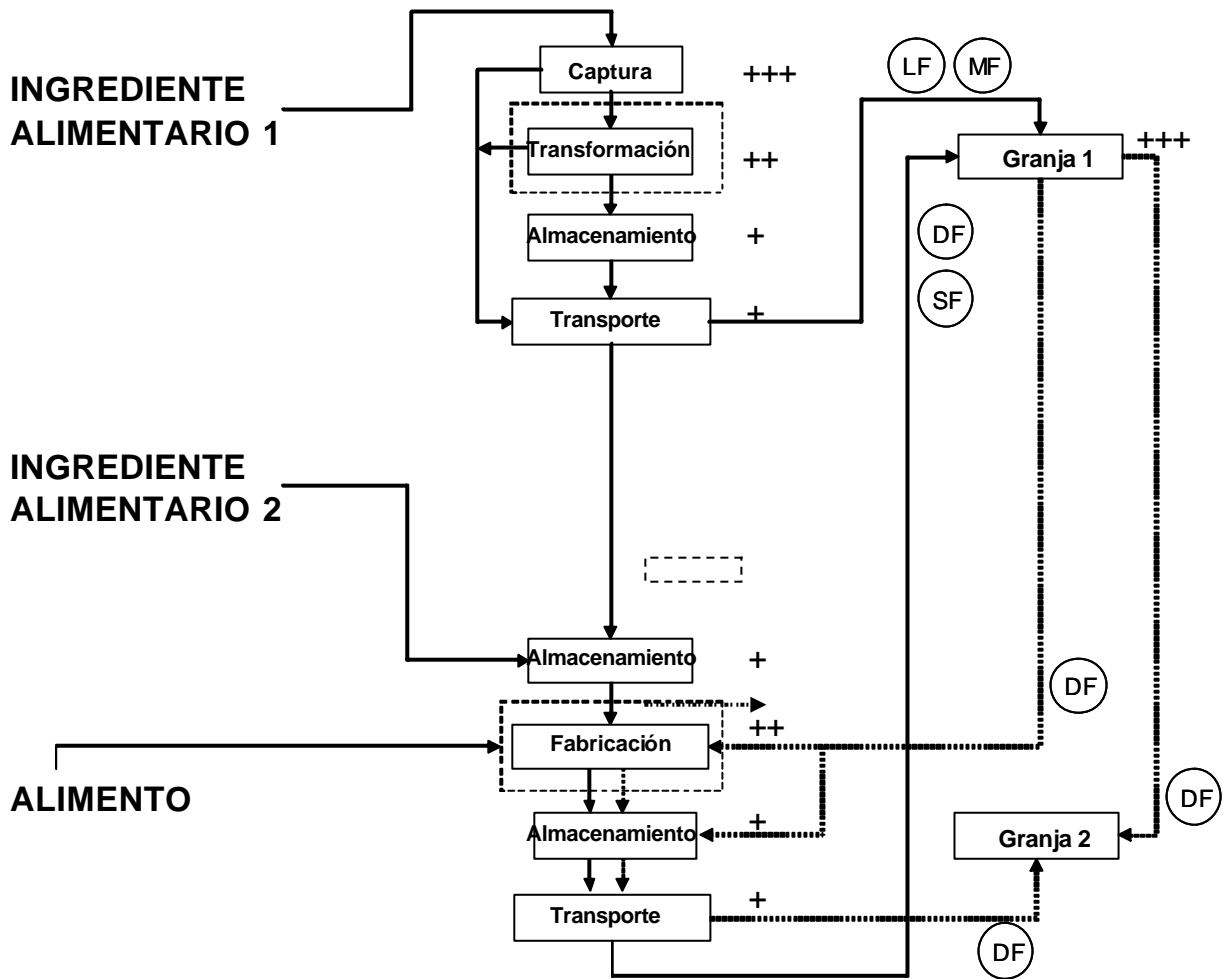 Captura
+++
LF
MF
INGREDIENTE
ALIMENTARIO 1
Transformación
++
Granja 1
+++
Almacenamiento
+
DF
SF
Transporte
+
INGREDIENTE
ALIMENTARIO 2
Almacenamiento
+
DF
Fabricación
++
ALIMENTO
DF
Almacenamiento
+
Granja 2
Transporte
+
DF